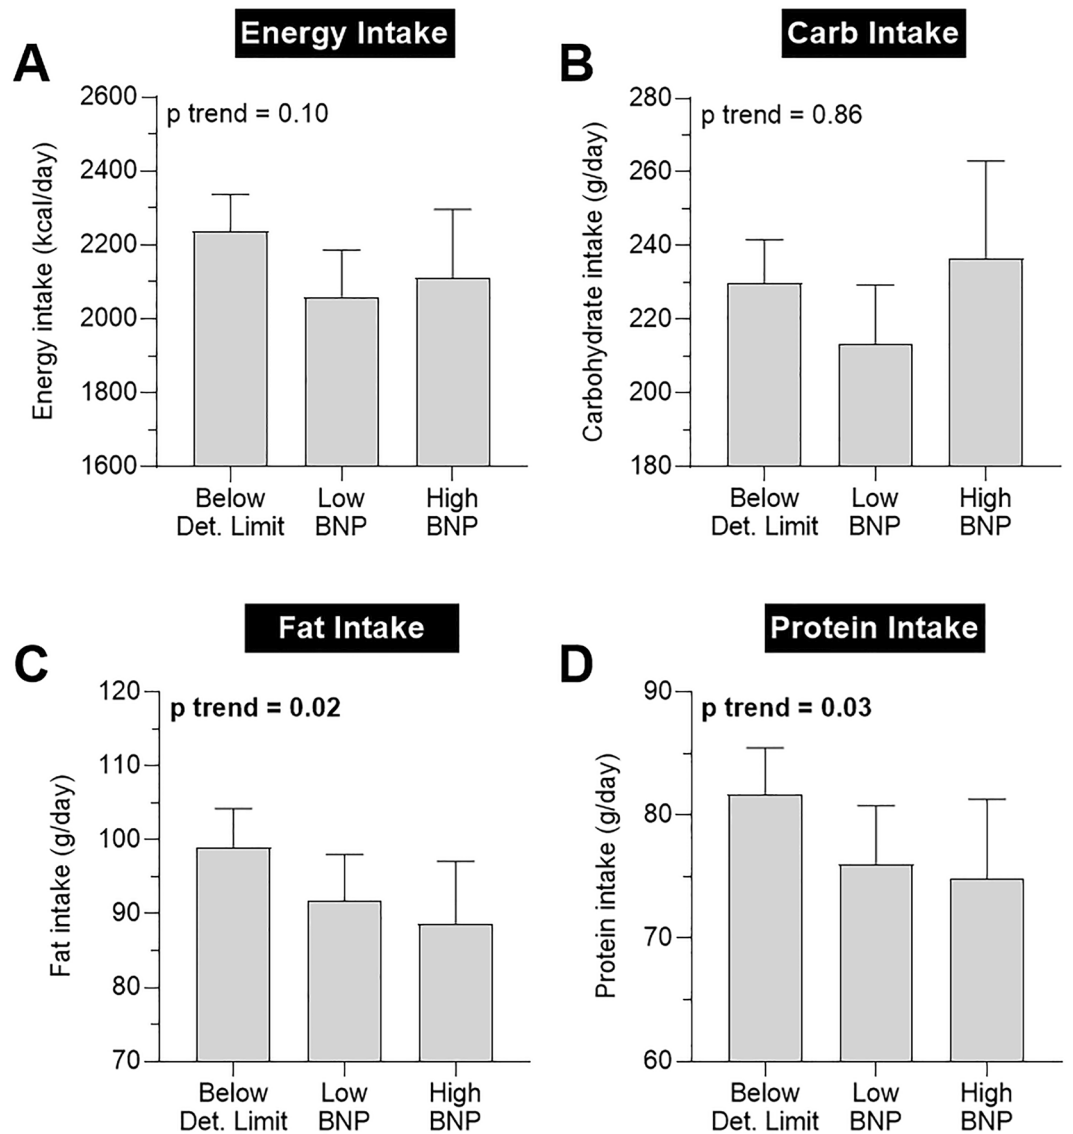 Energy Intake
A
p trend = 0.10
Energy intake (kcal/day)
2600
2400
2200
2000
1800
1600
Below
Det. Limit
Low
BNP
High
BNP
Carb Intake
B
p trend = 0.86
Carbohydrate intake (g/day)
280
260
240
220
200
180
Below
Det. Limit
Low
BNP
High
BNP
Fat Intake
C
p trend = 0.02
Fat intake (g/day)
120
110
100
90
80
70
Below
Det. Limit
Low
BNP
High
BNP
Protein Intake
D
p trend = 0.03
Protein intake (g/day)
90
80
70
60
Below
Det. Limit
Low
BNP
High
BNP